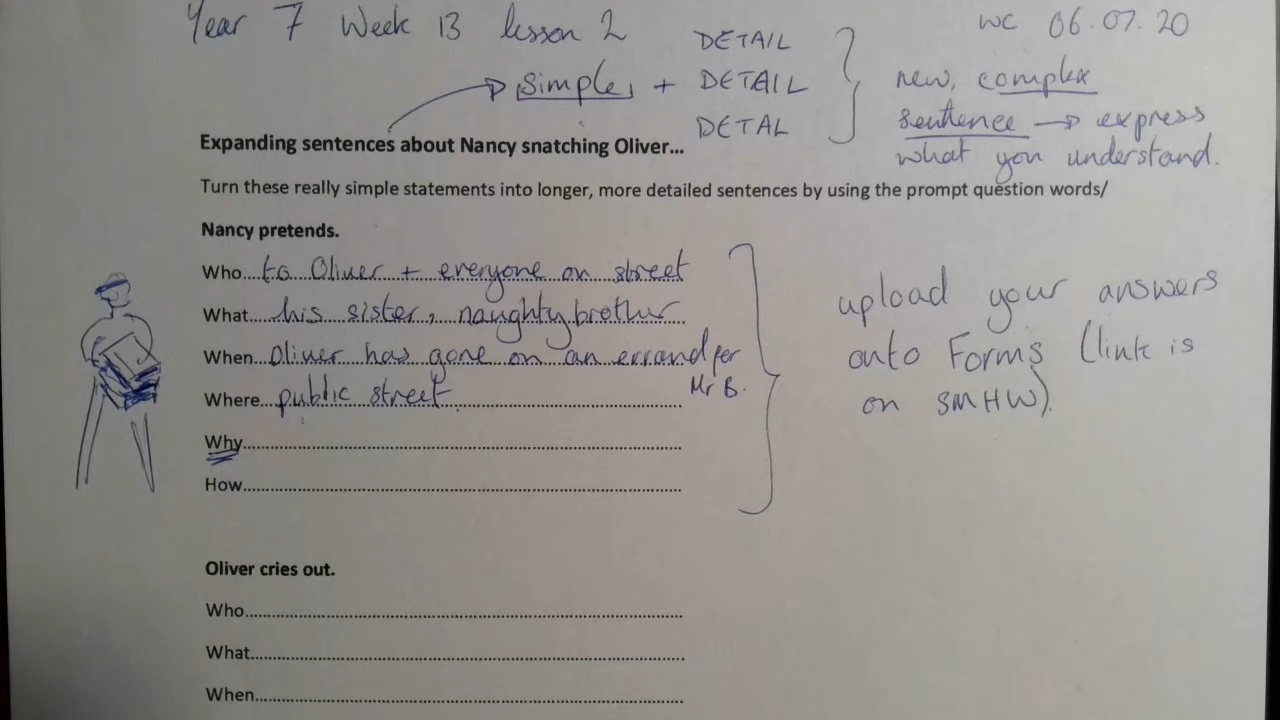 Year 7 Week 13 lesson 2
WC 06.07.20
DETAIL
simple + DETAIL
DETAL
new, complex
sentence → express
what you understand.
Expanding sentences about Nancy snatching Oliver...
Turn these really simple statements into longer, more detailed sentences by using the prompt question words/
Nancy pretends.
Who....to Oliver + everyone on street
What....his sister, naughty brother
When...Oliver has gone on an errand for
Mr B.
Where...public street
Why
How
upload your answers
onto Forms (link is
on SMHW).
Oliver cries out.
Who
What
When